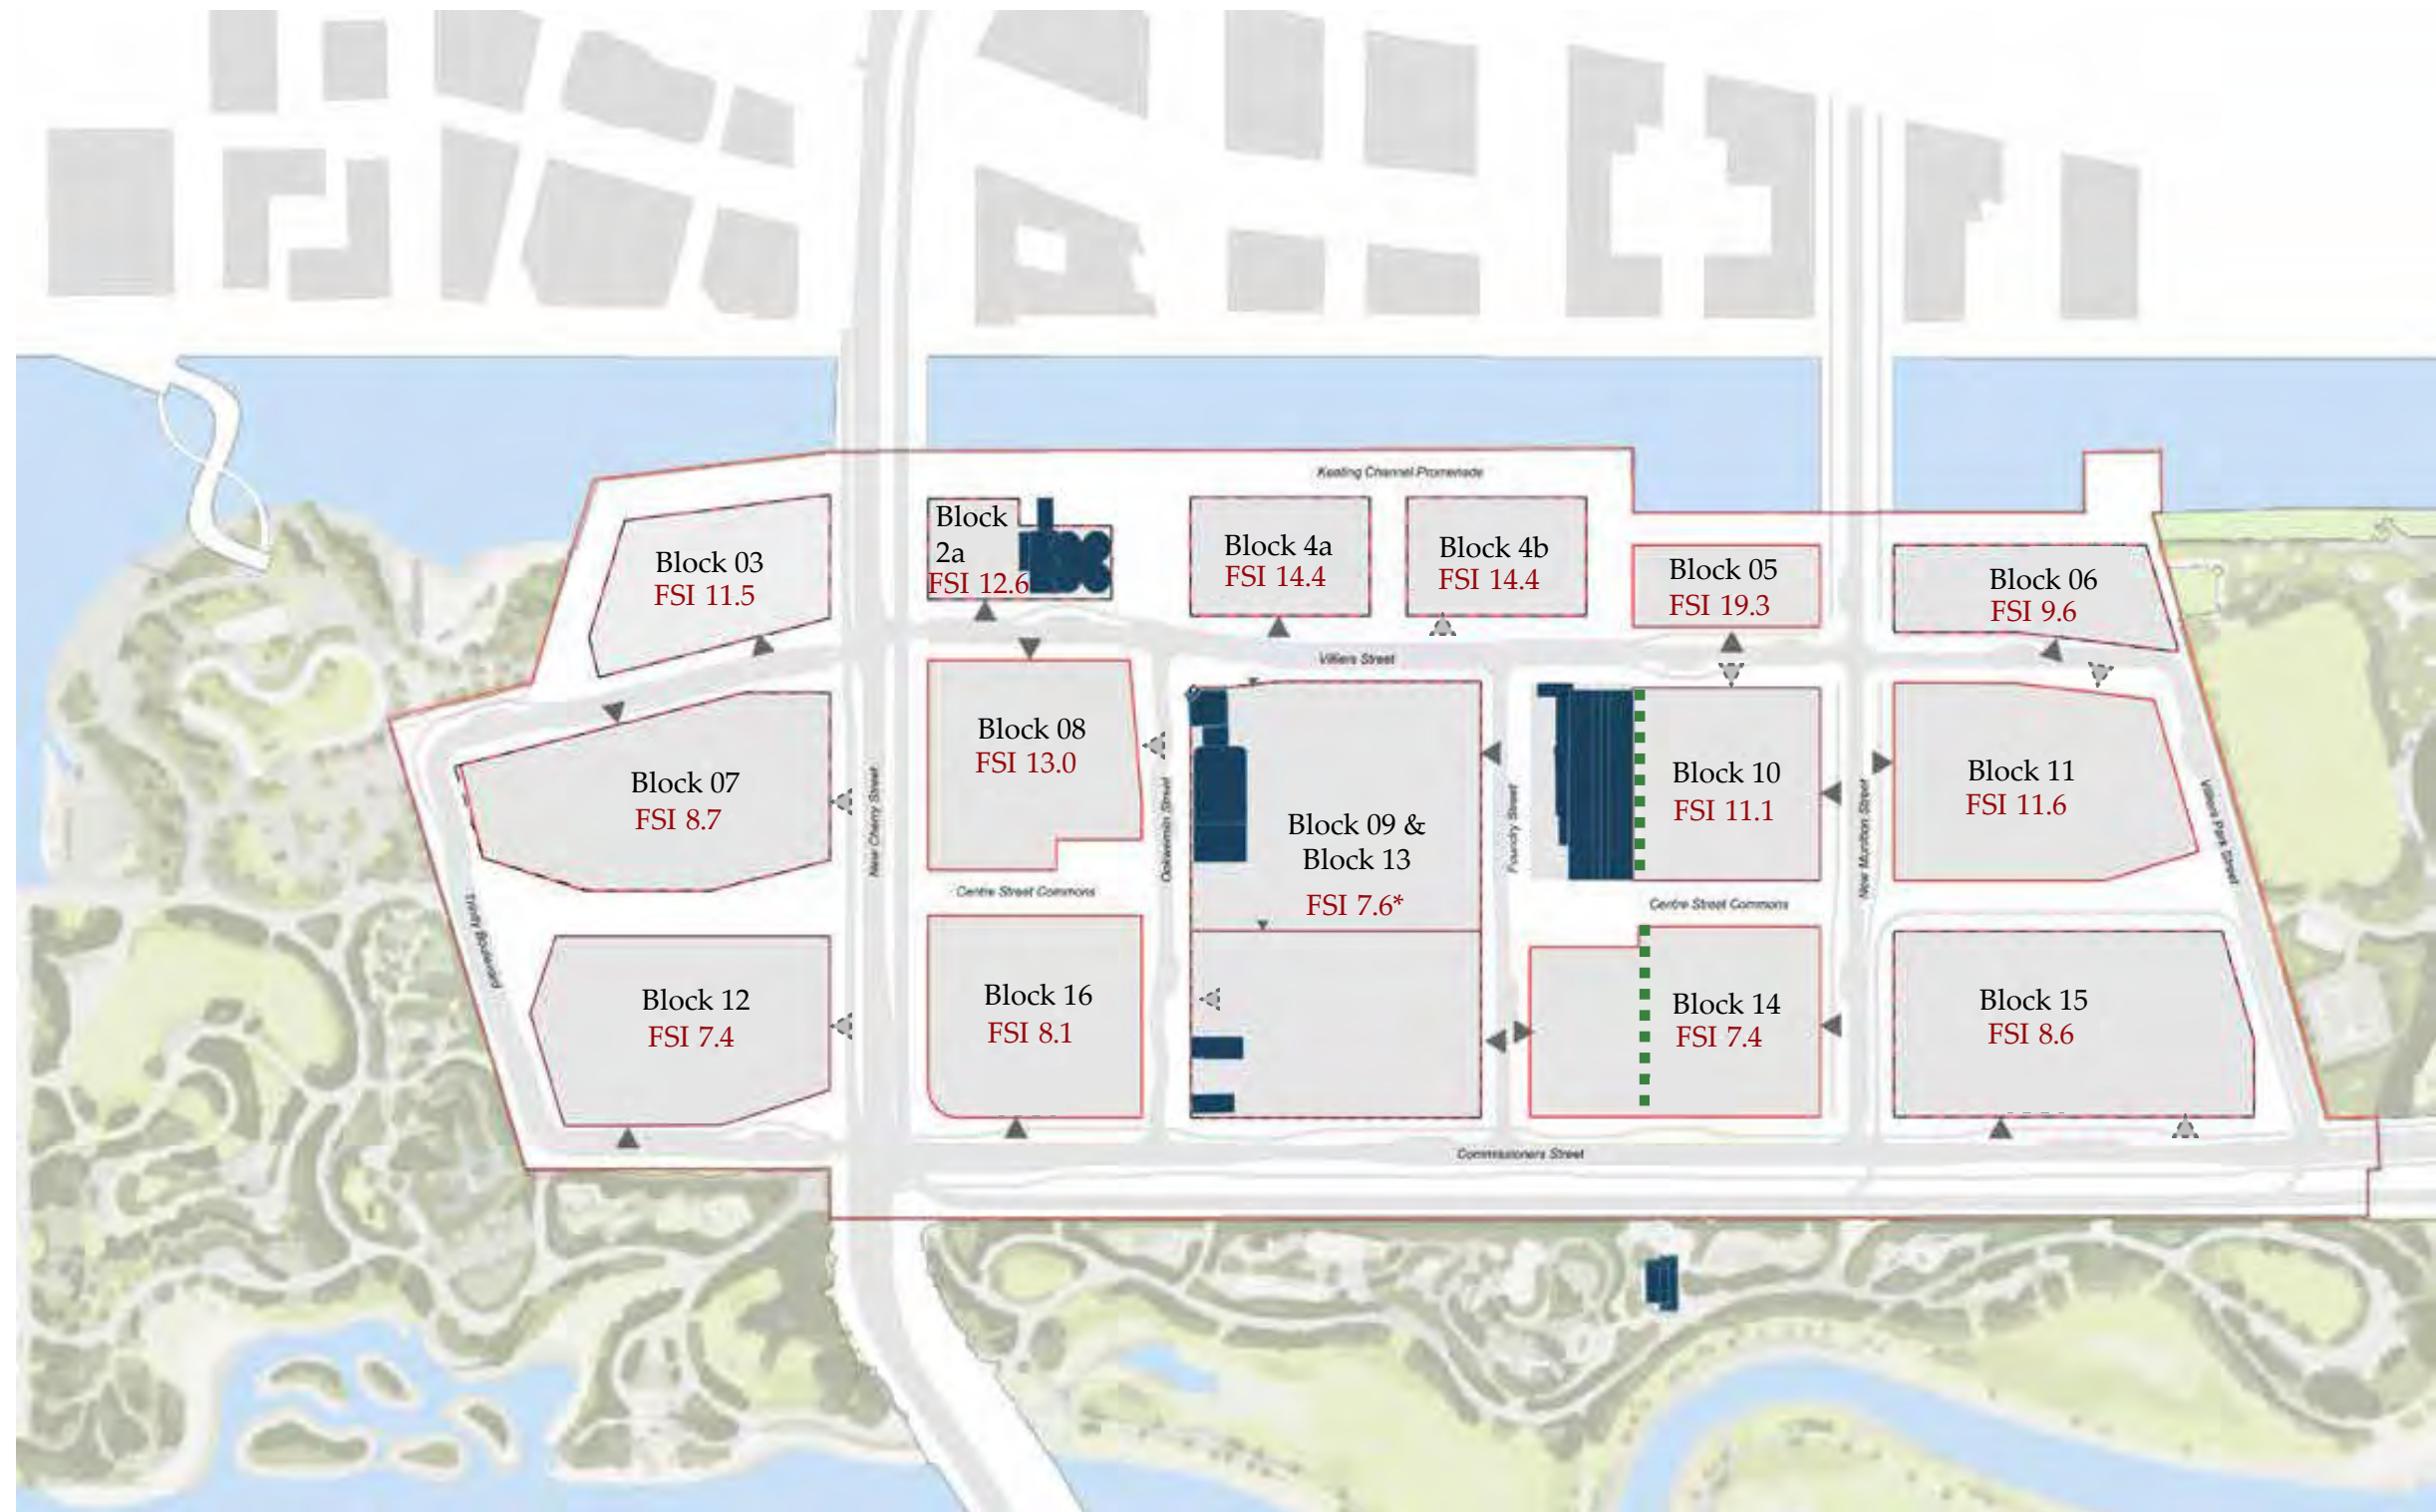 Keating Channel Promenade
Block
2a
FSI 12.6
Block 03
FSI 11.5
Block 4a
FSI 14.4
Block 4b
FSI 14.4
Block 05
FSI 19.3
Block 06
FSI 9.6
Villiers Street
Block 07
FSI 8.7
Block 08
FSI 13.0
Block 09 &
Block 13
FSI 7.6*
Block 10
FSI 11.1
Block 11
FSI 11.6
New Cherry Street
Ookwemin Street
Foundry Street
New Munition Street
Villiers Park Street
Centre Street Commons
Centre Street Commons
Trinity Boulevard
Block 12
FSI 7.4
Block 16
FSI 8.1
Block 14
FSI 7.4
Block 15
FSI 8.6
Commissioners Street